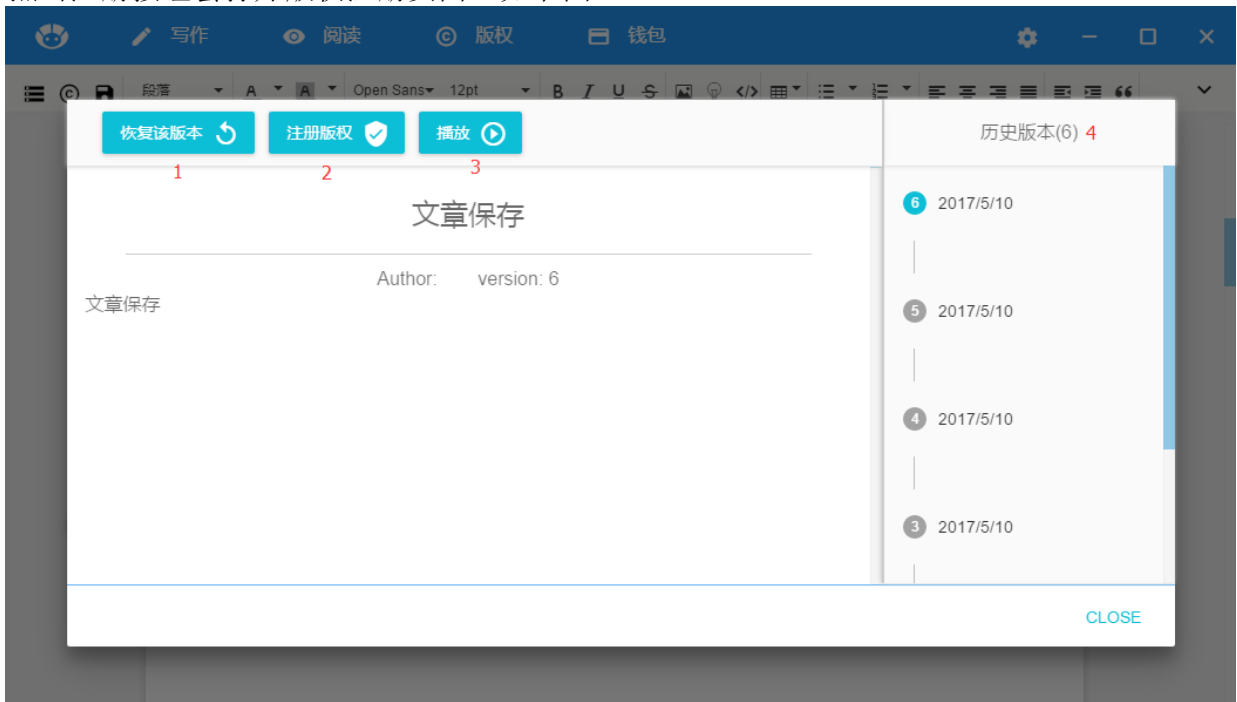 写作 阅读 版权 钱包
段落 A A Open Sans 12pt B I U S
恢复该版本 注册版权 播放
历史版本(6) 4
1 2 3
文章保存
Author: version: 6
文章保存
6 2017/5/10
5 2017/5/10
4 2017/5/10
3 2017/5/10
CLOSE